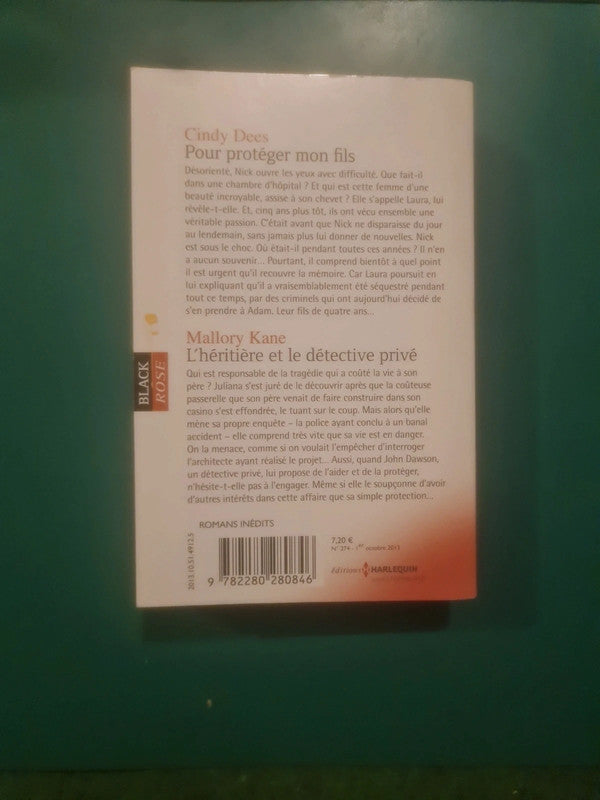 Cindy Dees
Pour protéger mon fils
Désorienté, Nick ouvre les yeux avec difficulté. Que fait-il
dans une chambre d'hôpital ? Et qui est cette femme d'une
beauté incroyable, assise à son chevet ? Elle s'appelle Laura, lui
révèle-t-elle. Et, cinq ans plus tôt, ils ont vécu ensemble une
véritable passion. C'était avant que Nick ne disparaisse du jour
au lendemain, sans jamais plus lui donner de nouvelles. Nick
est sous le choc. Où était-il pendant toutes ces années ? Il n'en
a aucun souvenir... Pourtant, il comprend bientôt à quel point
il est urgent qu'il recouvre la mémoire. Car Laura poursuit en
lui expliquant qu'il a vraisemblablement été séquestré pendant
tout ce temps, par des criminels qui ont aujourd'hui décidé de
s'en prendre à Adam. Leur fils de quatre ans...
Mallory Kane
L'héritière et le détective privé
Qui est responsable de la tragédie qui a coûté la vie à son
père ? Juliana s'est juré de le découvrir après que la coûteuse
passerelle que son père venait de faire construire dans son
casino s'est effondrée, le tuant sur le coup. Mais alors qu'elle
mène sa propre enquête – la police ayant conclu à un banal
accident – elle comprend très vite que sa vie est en danger.
On la menace, comme si on voulait l'empêcher d'interroger
l'architecte ayant réalisé le projet... Aussi, quand John Dawson,
un détective privé, lui propose de l'aider et de la protéger,
n'hésite-t-elle pas à l'engager. Même si elle le soupçonne d'avoir
d'autres intérêts dans cette affaire que sa simple protection...
BLACK
ROSE
ROMANS INÉDITS
2013.10.51.4912.5
9 782280 280846
7,20 €
N° 274 - 1er octobre 2013
éditions HARLEQUIN